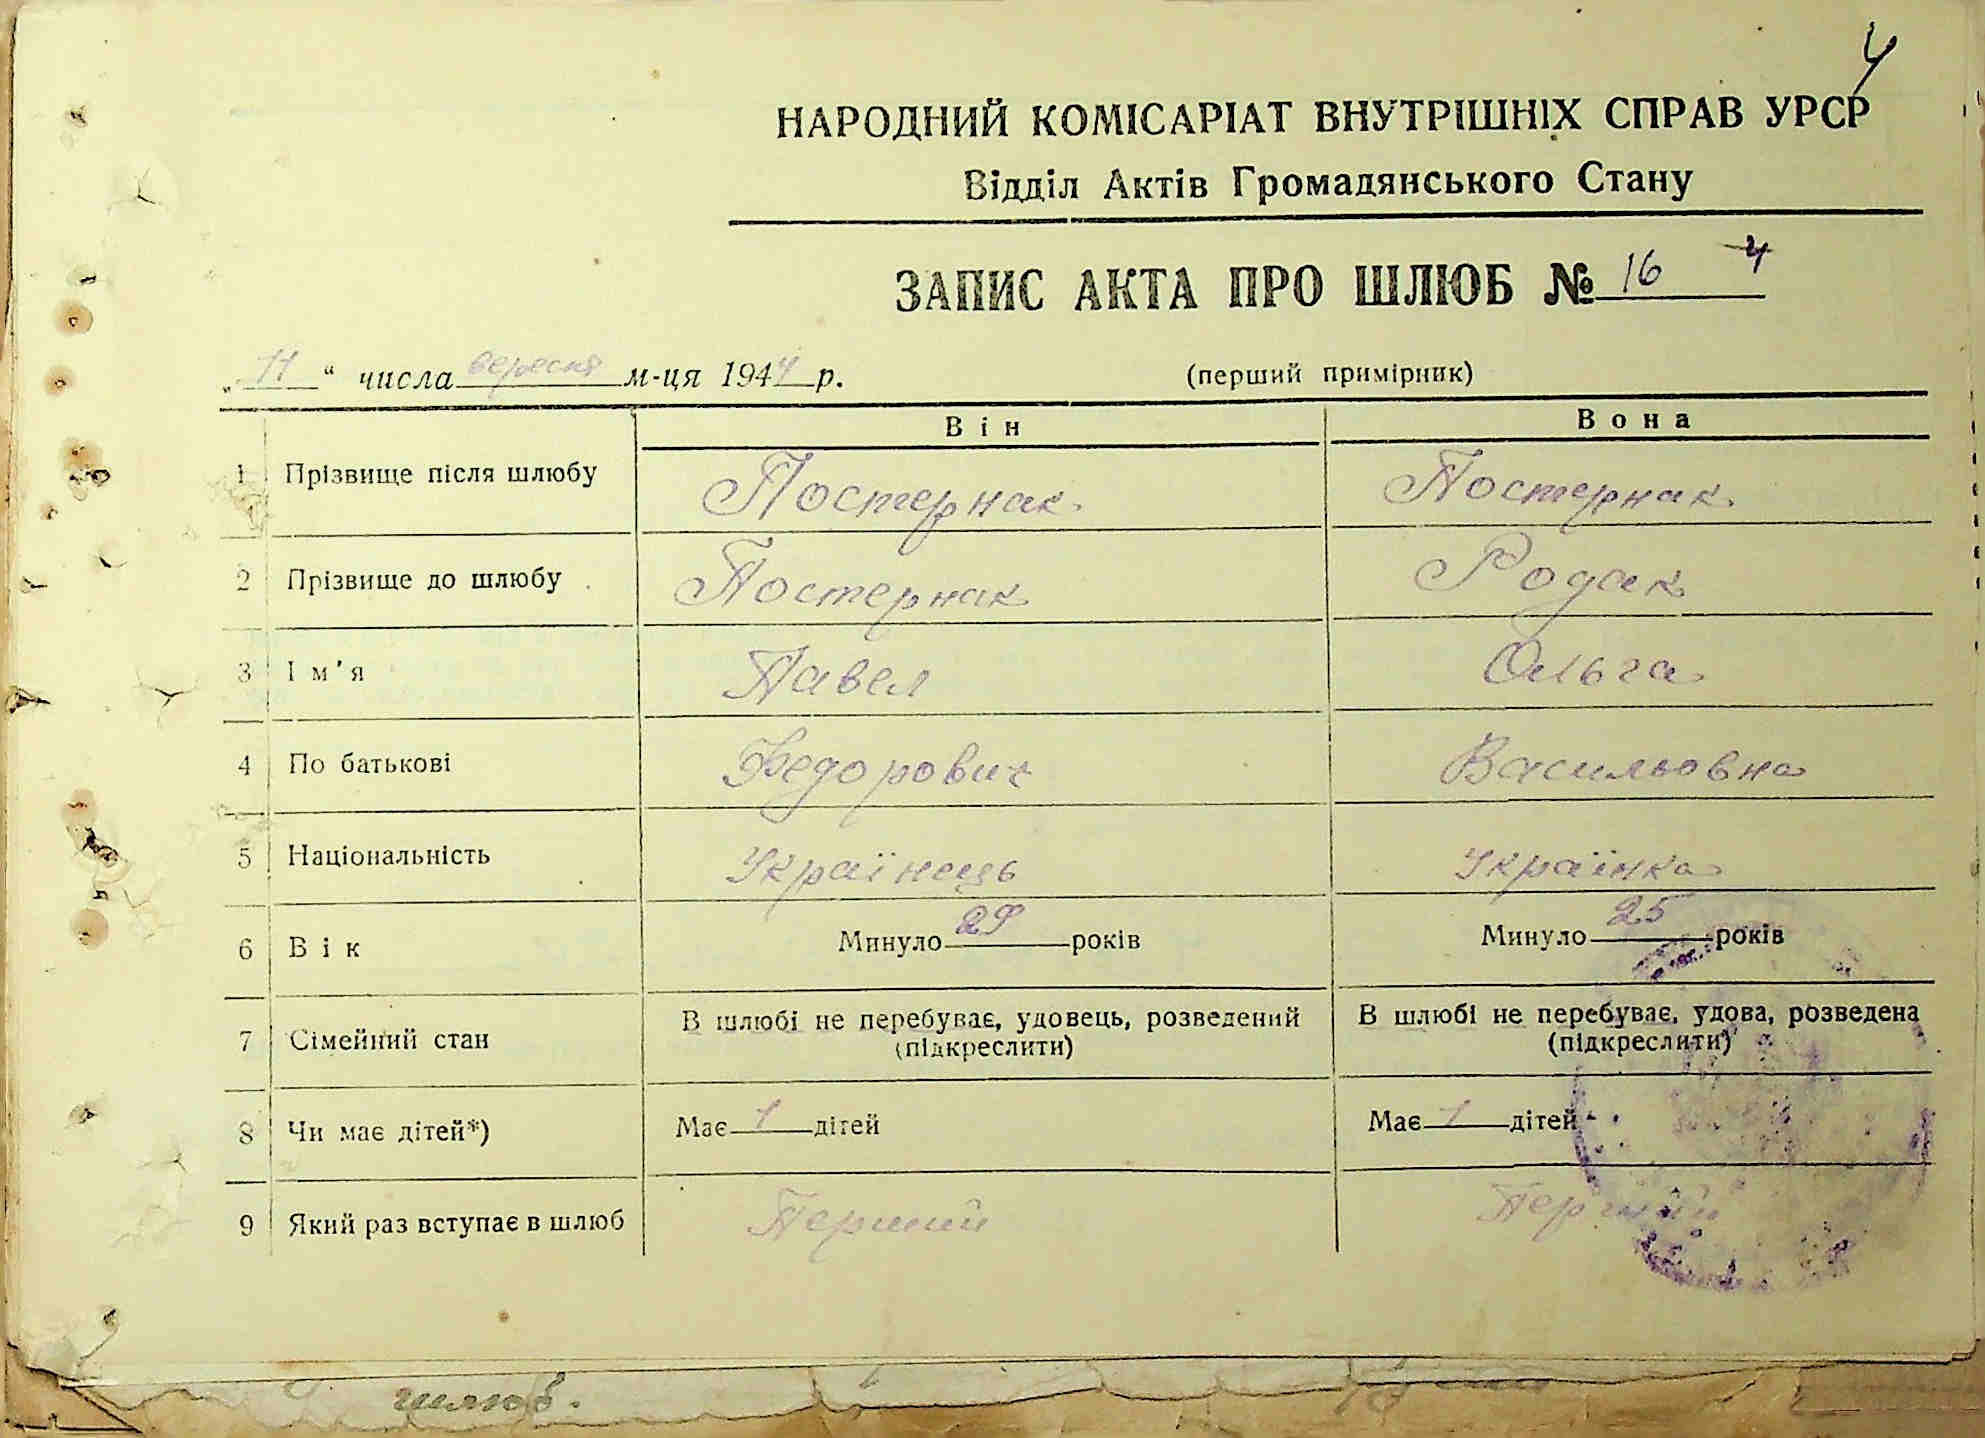 4
НАРОДНИЙ КОМІСАРІАТ ВНУТРІШНІХ СПРАВ УРСР
Відділ Актів Громадянського Стану
ЗАПИС АКТА ПРО ШЛЮБ № 16 4
„ 11 “ числа вересня м-ця 1944 р. (перший примірник)
Він Вона
1 Прізвище після шлюбу Постернак Постернак
2 Прізвище до шлюбу Постернак Родак
3 Ім'я Павел Ольга
4 По батькові Федорович Васильовна
5 Національність Українець Українка
6 Вік Минуло 29 років Минуло 25 років
7 Сімейний стан В шлюбі не перебуває, удовець, розведений (підкреслити) В шлюбі не перебуває, удова, розведена (підкреслити)
8 Чи має дітей*) Має 1 дітей Має 1 дітей
9 Який раз вступає в шлюб Перший Перший
шлюб.